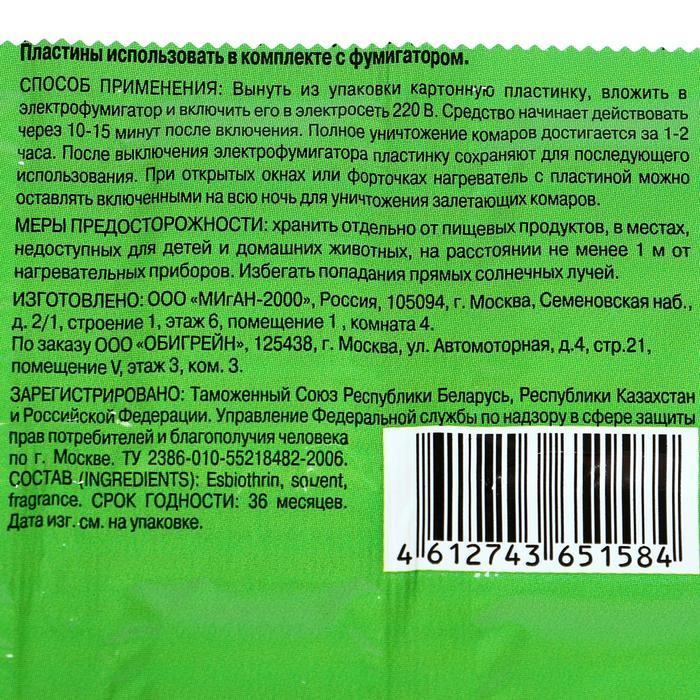 Пластины использовать в комплекте с фумигатором.
СПОСОБ ПРИМЕНЕНИЯ: Вынуть из упаковки картонную пластинку, вложить в
электрофумигатор и включить его в электросеть 220 В. Средство начинает действовать
через 10-15 минут после включения. Полное уничтожение комаров достигается за 1-2
часа. После выключения электрофумигатора пластинку сохраняют для последующего
использования. При открытых окнах или форточках нагреватель с пластиной можно
оставлять включенными на всю ночь для уничтожения залетающих комаров.
МЕРЫ ПРЕДОСТОРОЖНОСТИ: хранить отдельно от пищевых продуктов, в местах,
недоступных для детей и домашних животных, на расстоянии не менее 1 м от
нагревательных приборов. Избегать попадания прямых солнечных лучей.
ИЗГОТОВЛЕНО: ООО «МИгАН-2000», Россия, 105094, г. Москва, Семеновская наб.,
д. 2/1, строение 1, этаж 6, помещение 1 , комната 4.
По заказу ООО «ОБИГРЕЙН», 125438, г. Москва, ул. Автомоторная, д.4, стр.21,
помещение V, этаж 3, ком. 3.
ЗАРЕГИСТРИРОВАНО: Таможенный Союз Республики Беларусь, Республики Казахстан
и Российской Федерации. Управление Федеральной службы по надзору в сфере защиты
прав потребителей и благополучия человека
по г. Москве. ТУ 2386-010-55218482-2006.
СОСТАВ (INGREDIENTS): Esbiothrin, solvent,
fragrance. СРОК ГОДНОСТИ: 36 месяцев.
Дата изг. см. на упаковке.
4 612743 651584